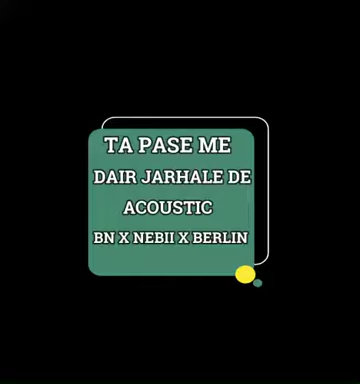 TA PASE ME
DAIR JARHALE DE
ACOUSTIC
BN X NEBII X BERLIN